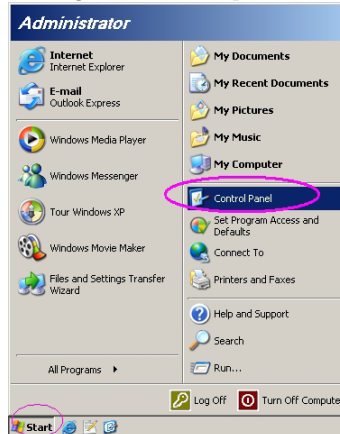 Administrator
Internet
Internet Explorer
E-mail
Outlook Express
Windows Media Player
Windows Messenger
Tour Windows XP
Windows Movie Maker
Files and Settings Transfer
Wizard
All Programs
My Documents
My Recent Documents
My Pictures
My Music
My Computer
Control Panel
Set Program Access and
Defaults
Connect To
Printers and Faxes
Help and Support
Search
Run...
Log Off
Turn Off Compute
Start